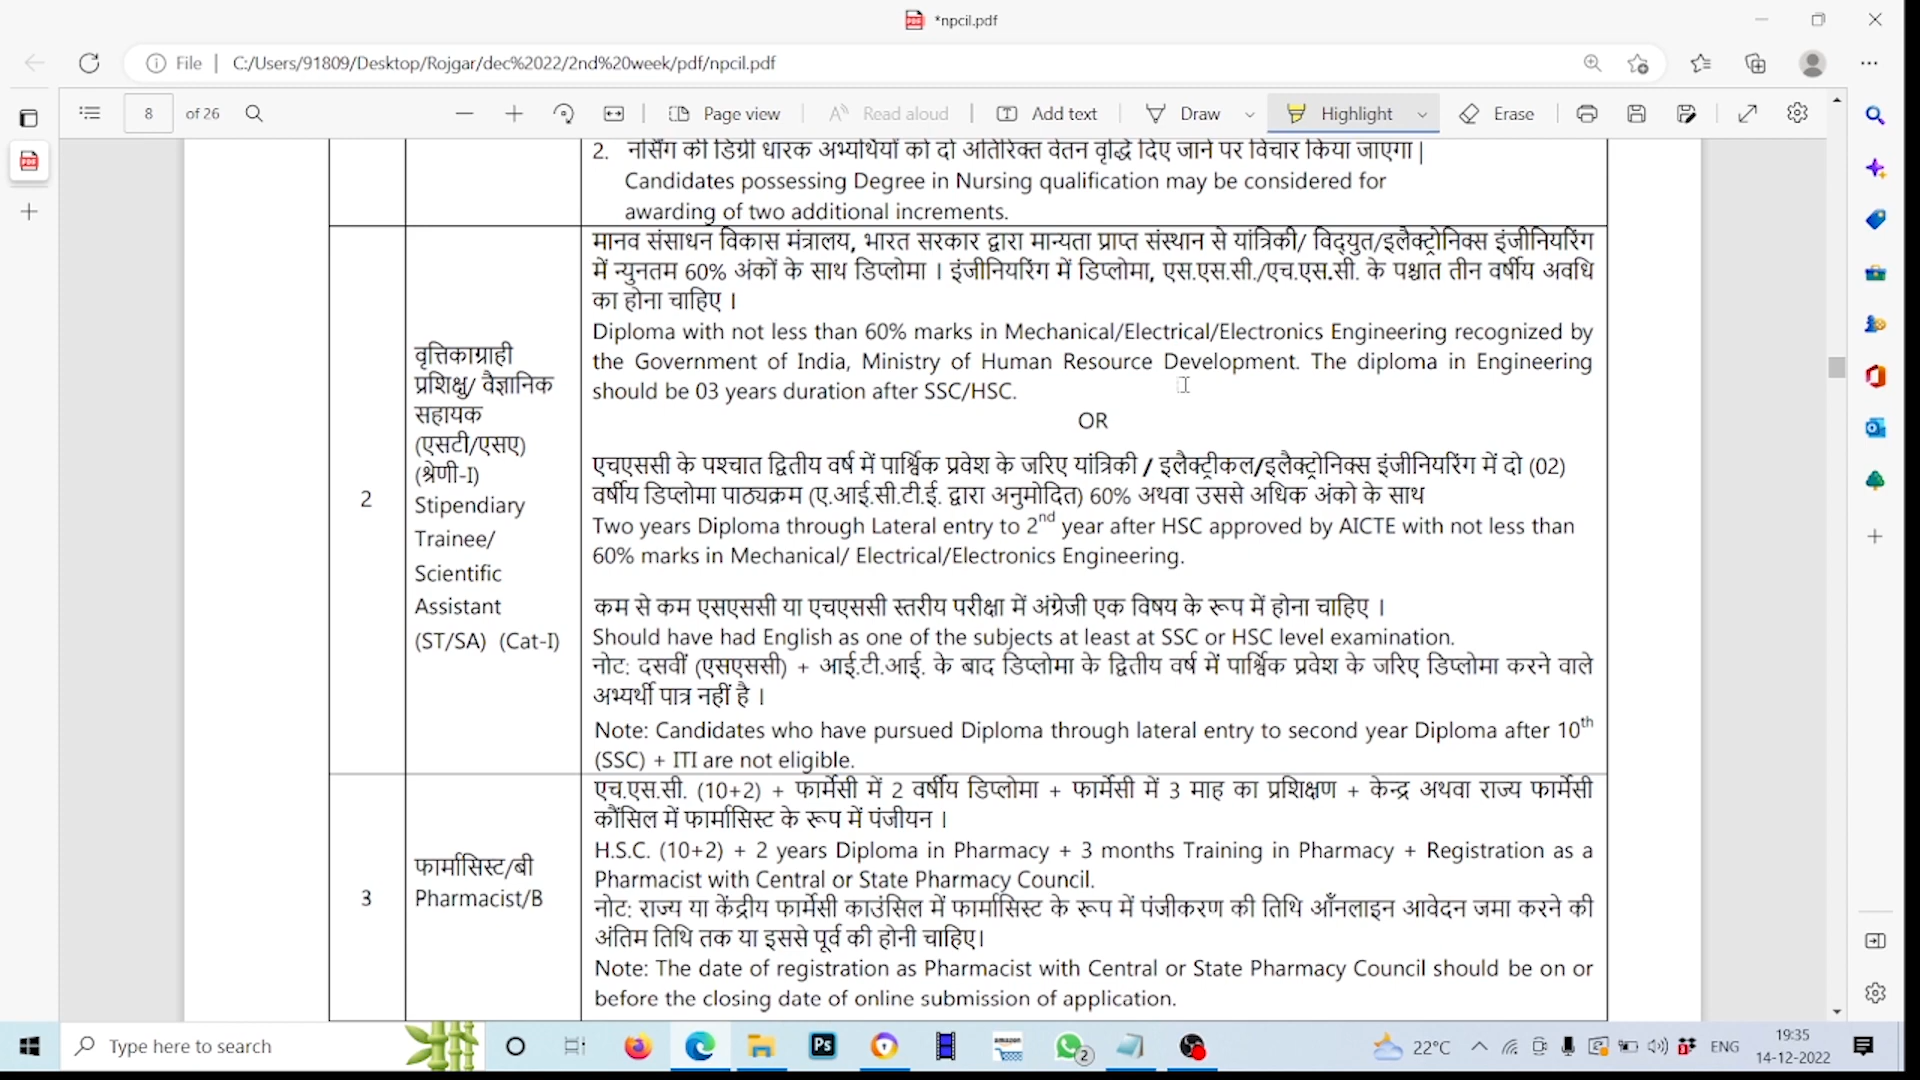 *npcil.pdf
File | C:/Users/91809/Desktop/Rojgar/dec%2022/2nd%20week/pdf/npcil.pdf
8 of 26 Page view Read aloud Add text Draw Highlight Erase
2. नर्सिंग की डिग्री धारक अभ्यर्थियों को दो अतिरिक्त वेतन वृद्धि दिए जाने पर विचार किया जाएगा |
Candidates possessing Degree in Nursing qualification may be considered for
awarding of two additional increments.
2
वृत्तिकाग्राही
प्रशिक्षु/ वैज्ञानिक
सहायक
(एसटी/एसए)
(श्रेणी-I)
Stipendiary
Trainee/
Scientific
Assistant
(ST/SA) (Cat-I)
मानव संसाधन विकास मंत्रालय, भारत सरकार द्वारा मान्यता प्राप्त संस्थान से यांत्रिकी/ विद्युत/इलैक्ट्रोनिक्स इंजीनियरिंग
में न्युनतम 60% अंकों के साथ डिप्लोमा । इंजीनियरिंग में डिप्लोमा, एस.एस.सी./एच.एस.सी. के पश्चात तीन वर्षीय अवधि
का होना चाहिए ।
Diploma with not less than 60% marks in Mechanical/Electrical/Electronics Engineering recognized by
the Government of India, Ministry of Human Resource Development. The diploma in Engineering
should be 03 years duration after SSC/HSC.
OR
एचएससी के पश्चात द्वितीय वर्ष में पार्श्विक प्रवेश के जरिए यांत्रिकी / इलैक्ट्रीकल/इलैक्ट्रोनिक्स इंजीनियरिंग में दो (02)
वर्षीय डिप्लोमा पाठ्यक्रम (ए.आई.सी.टी.ई. द्वारा अनुमोदित) 60% अथवा उससे अधिक अंको के साथ
Two years Diploma through Lateral entry to 2nd year after HSC approved by AICTE with not less than
60% marks in Mechanical/ Electrical/Electronics Engineering.
कम से कम एसएससी या एचएससी स्तरीय परीक्षा में अंग्रेजी एक विषय के रूप में होना चाहिए ।
Should have had English as one of the subjects at least at SSC or HSC level examination.
नोट: दसवीं (एसएससी) + आई.टी.आई. के बाद डिप्लोमा के द्वितीय वर्ष में पार्श्विक प्रवेश के जरिए डिप्लोमा करने वाले
अभ्यर्थी पात्र नहीं है ।
Note: Candidates who have pursued Diploma through lateral entry to second year Diploma after 10th
(SSC) + ITI are not eligible.
3
फार्मासिस्ट/बी
Pharmacist/B
एच.एस.सी. (10+2) + फार्मेसी में 2 वर्षीय डिप्लोमा + फार्मेसी में 3 माह का प्रशिक्षण + केन्द्र अथवा राज्य फार्मेसी
कौंसिल में फार्मासिस्ट के रूप में पंजीयन ।
H.S.C. (10+2) + 2 years Diploma in Pharmacy + 3 months Training in Pharmacy + Registration as a
Pharmacist with Central or State Pharmacy Council.
नोट: राज्य या केंद्रीय फार्मेसी काउंसिल में फार्मासिस्ट के रूप में पंजीकरण की तिथि ऑनलाइन आवेदन जमा करने की
अंतिम तिथि तक या इससे पूर्व की होनी चाहिए।
Note: The date of registration as Pharmacist with Central or State Pharmacy Council should be on or
before the closing date of online submission of application.
Type here to search
Ps
amazon
2
22°C
ENG
19:35
14-12-2022